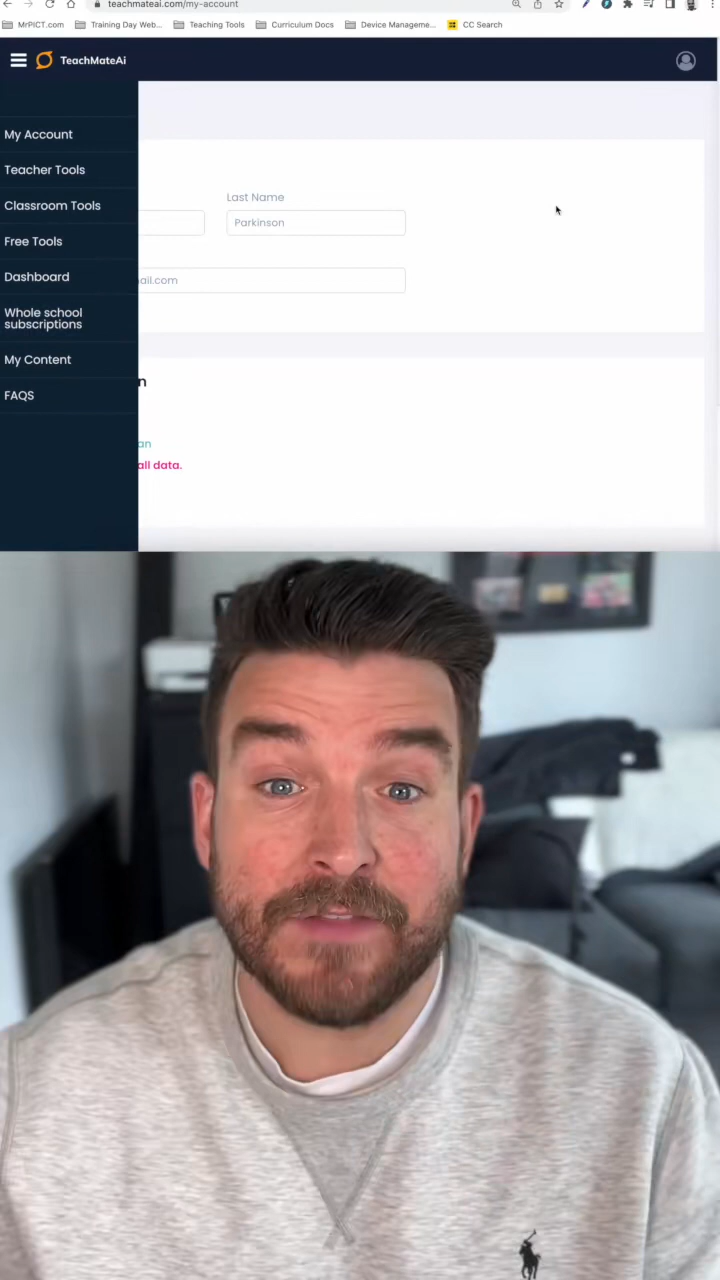 teachmateai.com/my-account
MrPICT.com Training Day Web... Teaching Tools Curriculum Docs Device Manageme... CC Search
TeachMateAi
My Account
Teacher Tools
Classroom Tools
Free Tools
Dashboard
Whole school
subscriptions
My Content
FAQS
Last Name
Parkinson
ail.com
n
an
all data.